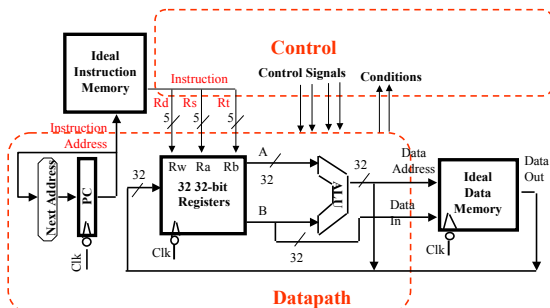 Control
Ideal
Instruction
Memory
Instruction
Control Signals
Conditions
Rd
Rs
Rt
5
5
5
Instruction
Address
Next Address
PC
Clk
32
Rw
Ra
Rb
32 32-bit
Registers
Clk
A
32
B
32
ALU
32
Data
Address
Data
In
Ideal
Data
Memory
Clk
Data
Out
Datapath